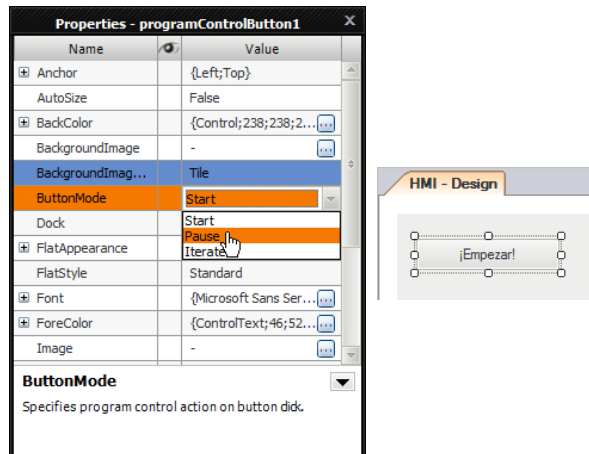 Properties - programControlButton1 X
Name Value
Anchor {Left;Top}
AutoSize False
BackColor {Control;238;238;2... ...
BackgroundImage - ...
BackgroundImag... Tile
ButtonMode Start
Dock Start
Pause
FlatAppearance Iterate
FlatStyle Standard
Font {Microsoft Sans Ser... ...
ForeColor {ControlText;46;52... ...
Image - ...
ButtonMode
Specifies program control action on button click.
HMI - Design
¡Empezar!